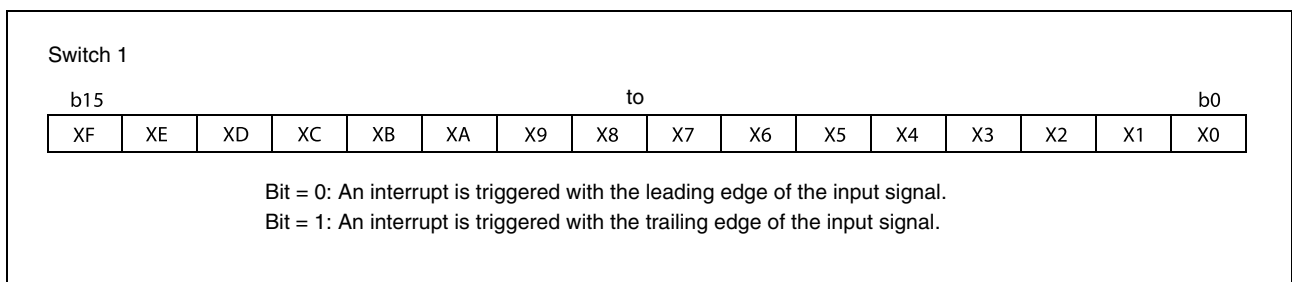 Switch 1
b15 to b0
XF XE XD XC XB XA X9 X8 X7 X6 X5 X4 X3 X2 X1 X0
Bit = 0: An interrupt is triggered with the leading edge of the input signal.
Bit = 1: An interrupt is triggered with the trailing edge of the input signal.